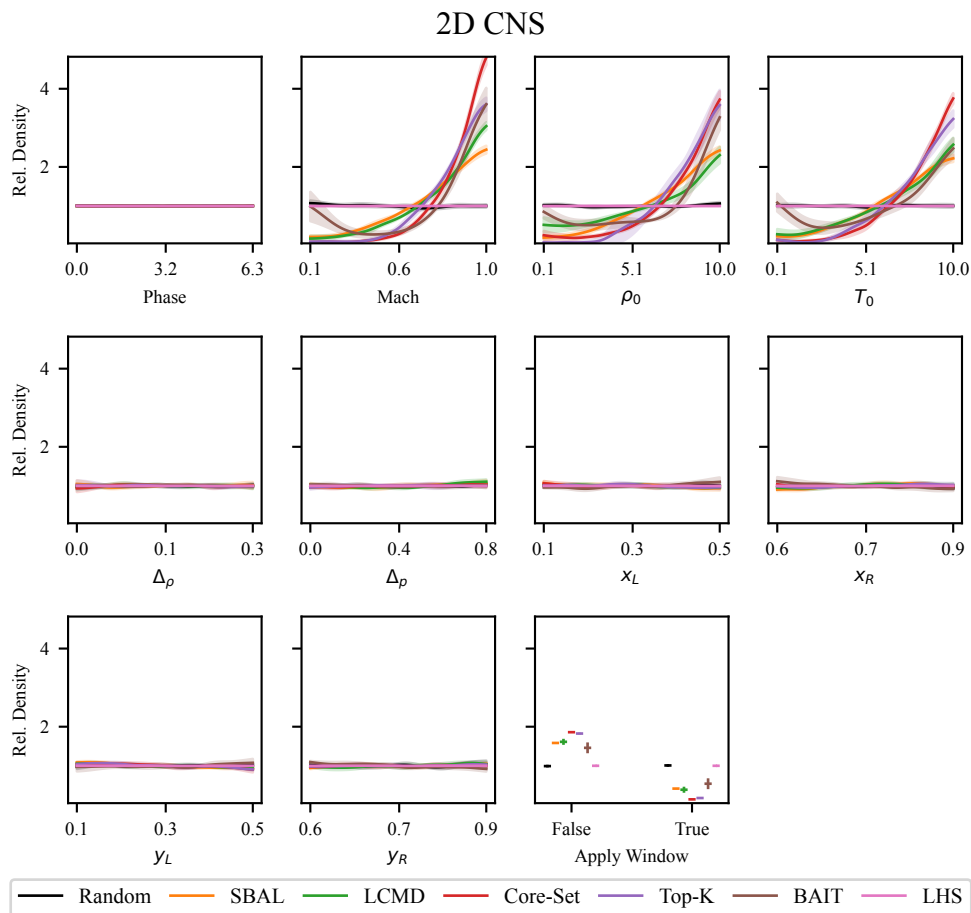 2D CNS
Rel. Density
4
2
0.0 3.2 6.3
Phase
0.1 0.6 1.0
Mach
0.1 5.1 10.0
ρ₀
0.1 5.1 10.0
T₀
Rel. Density
4
2
0.0 0.1 0.3
Δρ
0.0 0.4 0.8
Δp
0.1 0.3 0.5
x_L
0.6 0.7 0.9
x_R
Rel. Density
4
2
0.1 0.3 0.5
y_L
0.6 0.7 0.9
y_R
False True
Apply Window
Random SBAL LCMD Core-Set Top-K BAIT LHS